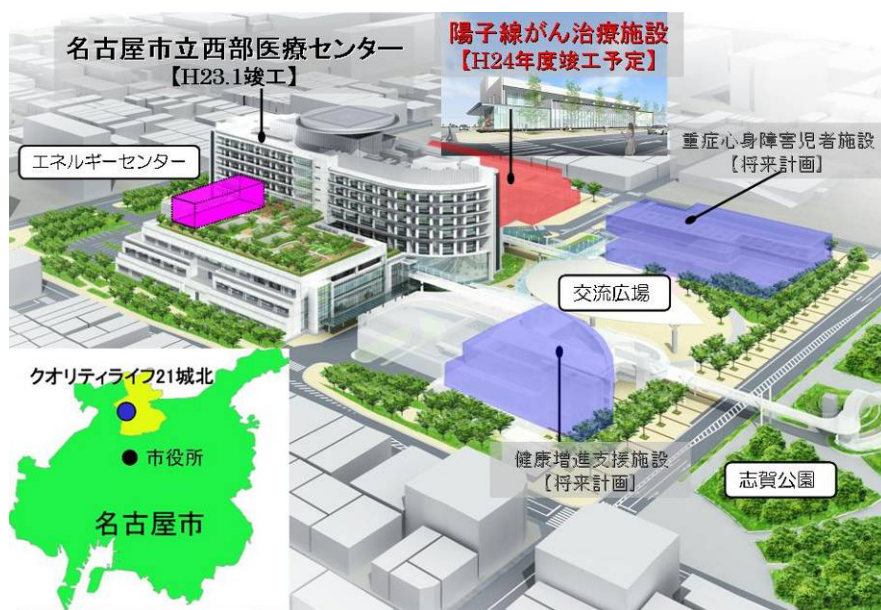 名古屋市立西部医療センター
【H23.1竣工】
陽子線がん治療施設
【H24年度竣工予定】
重症心身障害児者施設
【将来計画】
エネルギーセンター
交流広場
クオリティライフ21城北
市役所
名古屋市
健康増進支援施設
【将来計画】
志賀公園